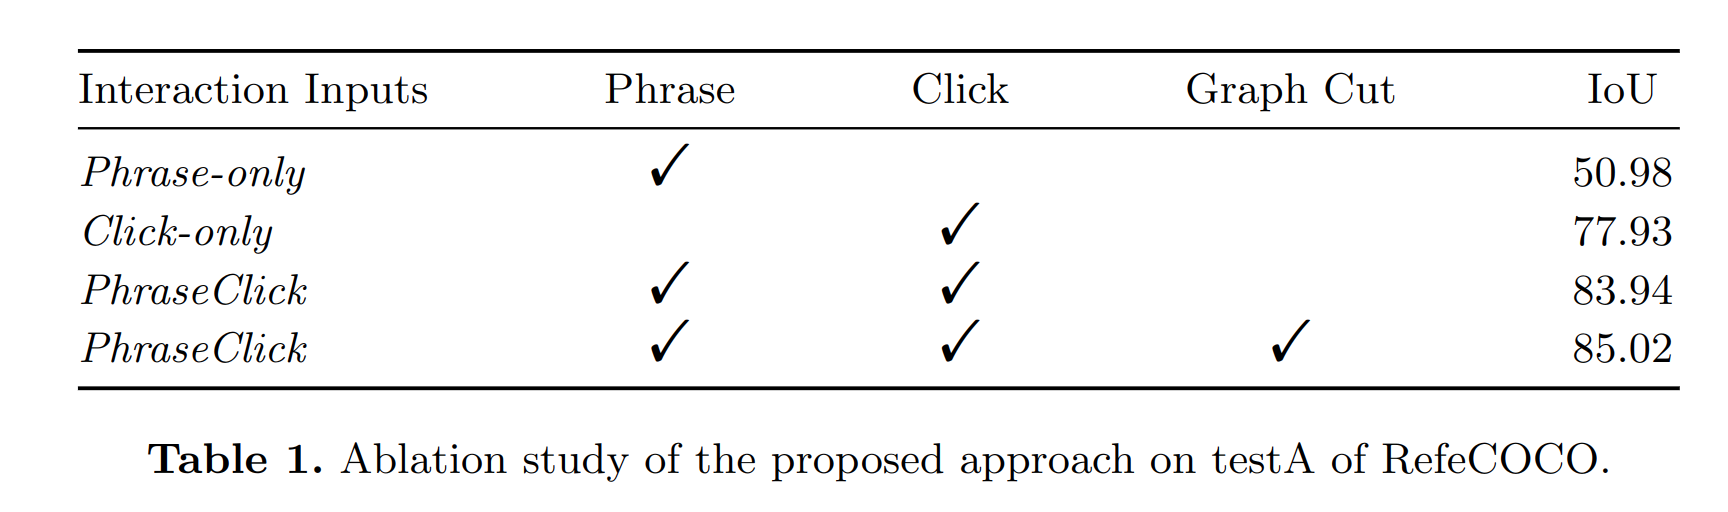 Interaction Inputs Phrase Click Graph Cut IoU
Phrase-only ✓ 50.98
Click-only ✓ 77.93
PhraseClick ✓ ✓ 83.94
PhraseClick ✓ ✓ ✓ 85.02
Table 1. Ablation study of the proposed approach on testA of RefeCOCO.